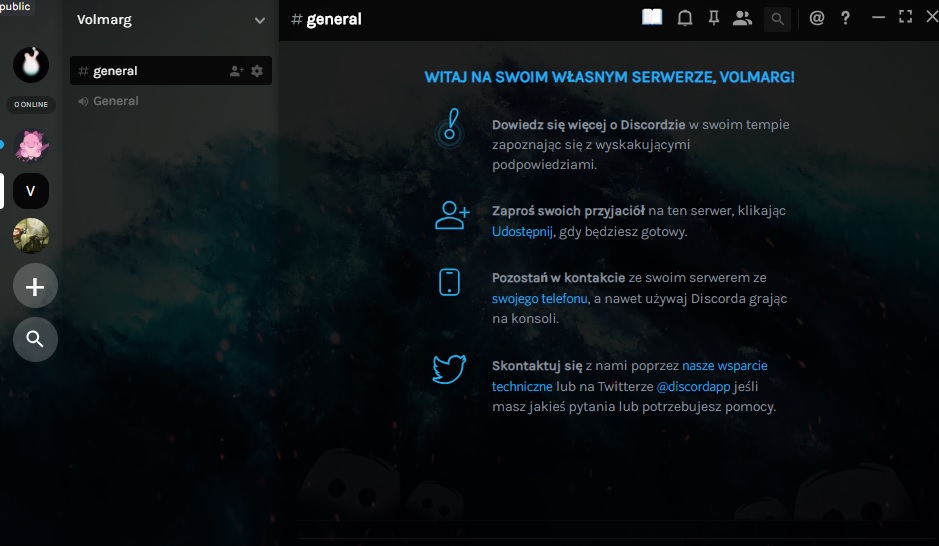 public
Volmarg
# general
@ ?
0 ONLINE
# general
General
V
WITAJ NA SWOIM WŁASNYM SERWERZE, VOLMARG!
Dowiedz się więcej o Discordzie w swoim tempie
zapoznając się z wyskakującymi
podpowiedziami.
Zaproś swoich przyjaciół na ten serwer, klikając
Udostępnij, gdy będziesz gotowy.
Pozostań w kontakcie ze swoim serwerem ze
swojego telefonu, a nawet używaj Discorda grając
na konsoli.
Skontaktuj się z nami poprzez nasze wsparcie
techniczne lub na Twitterze @discordapp jeśli
masz jakieś pytania lub potrzebujesz pomocy.